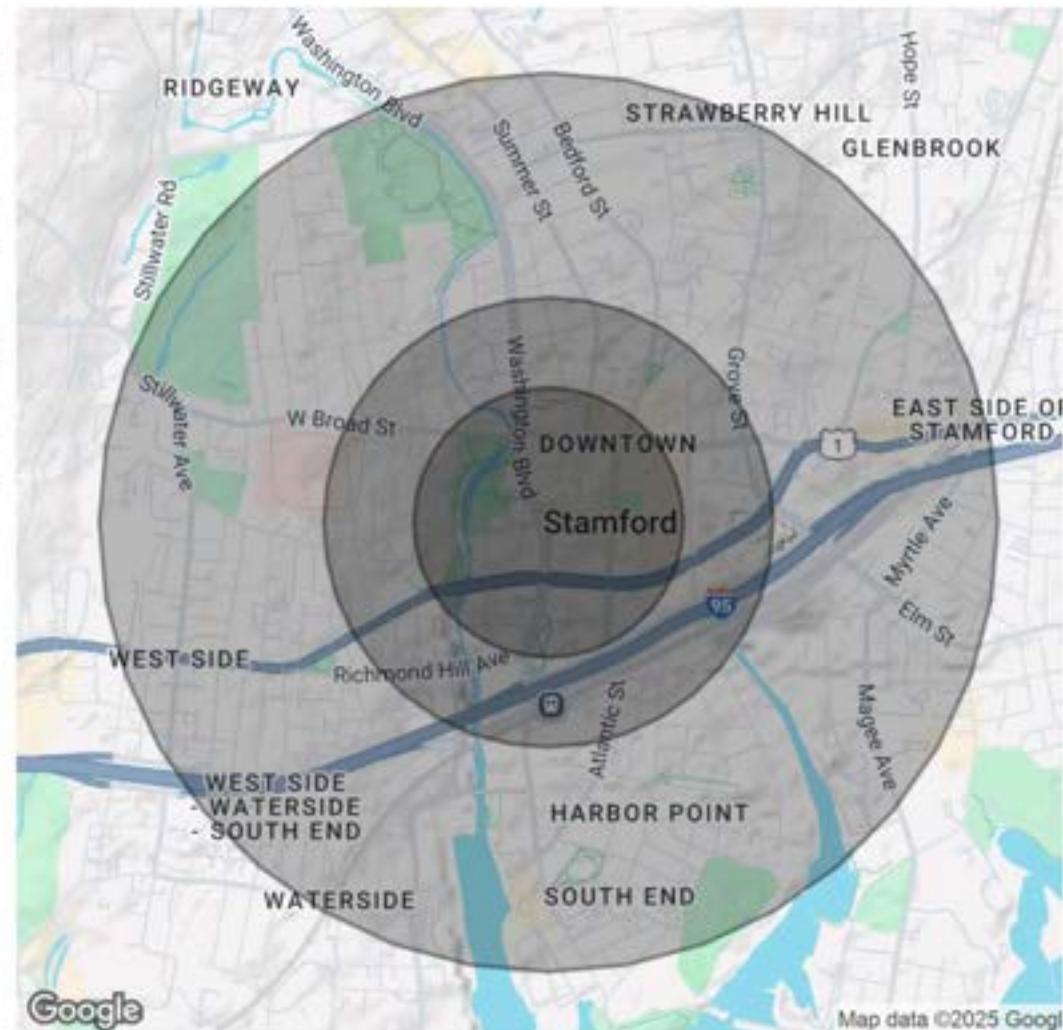 RIDGEWAY
Washington Blvd
Hope St
STRAWBERRY HILL
GLENBROOK
Summer St
Bedford St
Stillwater Rd
Washington Blvd
Grove St
Stillwater Ave
W Broad St
DOWNTOWN
EAST SIDE OF
STAMFORD
1
Stamford
Myrtle Ave
95
Elm St
WEST SIDE
Richmond Hill Ave
Atlantic St
Magee Ave
WEST SIDE
- WATERSIDE
- SOUTH END
HARBOR POINT
WATERSIDE
SOUTH END
Google
Map data ©2025 Googl